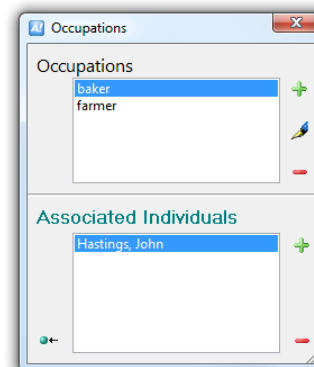 Occupations
Occupations
baker
farmer
Associated Individuals
Hastings, John